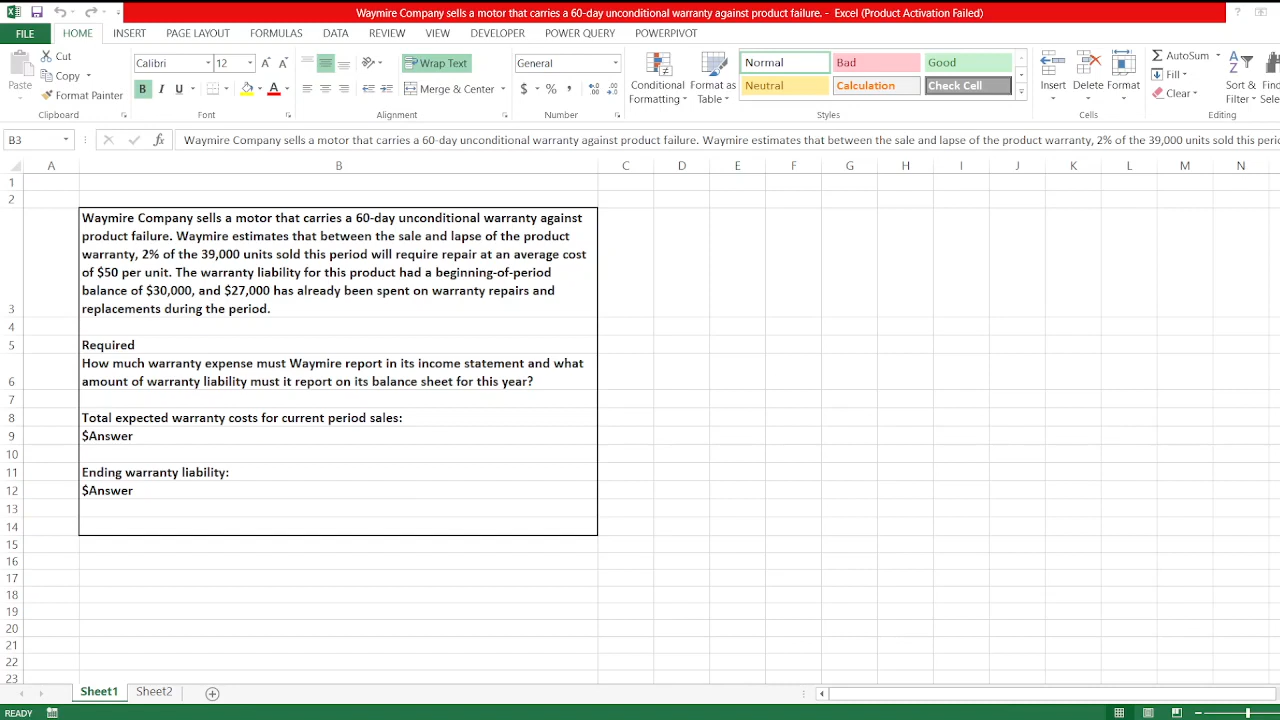 Waymire Company sells a motor that carries a 60-day unconditional warranty against product failure. - Excel (Product Activation Failed)
FILE HOME INSERT PAGE LAYOUT FORMULAS DATA REVIEW VIEW DEVELOPER POWER QUERY POWERPIVOT
Paste
Cut
Copy
Format Painter
Calibri 12
B I U
Wrap Text
Merge & Center
General
$ % ,
Conditional Formatting
Format as Table
Normal Bad Good
Neutral Calculation Check Cell
Insert Delete Format
AutoSum
Fill
Clear
Sort &
Filter
Clipboard Font Alignment Number Styles Cells Editing
B3 fx Waymire Company sells a motor that carries a 60-day unconditional warranty against product failure. Waymire estimates that between the sale and lapse of the product warranty, 2% of the 39,000 units sold this
A B C D E F G H I J K L M N
1
2
Waymire Company sells a motor that carries a 60-day unconditional warranty against
product failure. Waymire estimates that between the sale and lapse of the product
warranty, 2% of the 39,000 units sold this period will require repair at an average cost
of $50 per unit. The warranty liability for this product had a beginning-of-period
balance of $30,000, and $27,000 has already been spent on warranty repairs and
3 replacements during the period.
4
5 Required
How much warranty expense must Waymire report in its income statement and what
6 amount of warranty liability must it report on its balance sheet for this year?
7
8 Total expected warranty costs for current period sales:
9 $Answer
10
11 Ending warranty liability:
12 $Answer
13
14
15
16
17
18
19
20
21
22
23
Sheet1 Sheet2
READY